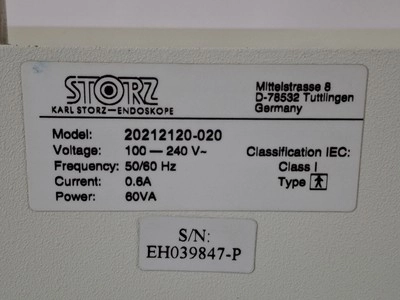 STORZ
KARL STORZ—ENDOSKOPE
Mittelstrasse 8
D-78532 Tuttlingen
Germany
Model: 20212120-020
Voltage: 100 — 240 V~
Frequency: 50/60 Hz
Current: 0.6A
Power: 60VA
Classification IEC:
Class I
Type
S/N:
EH039847-P